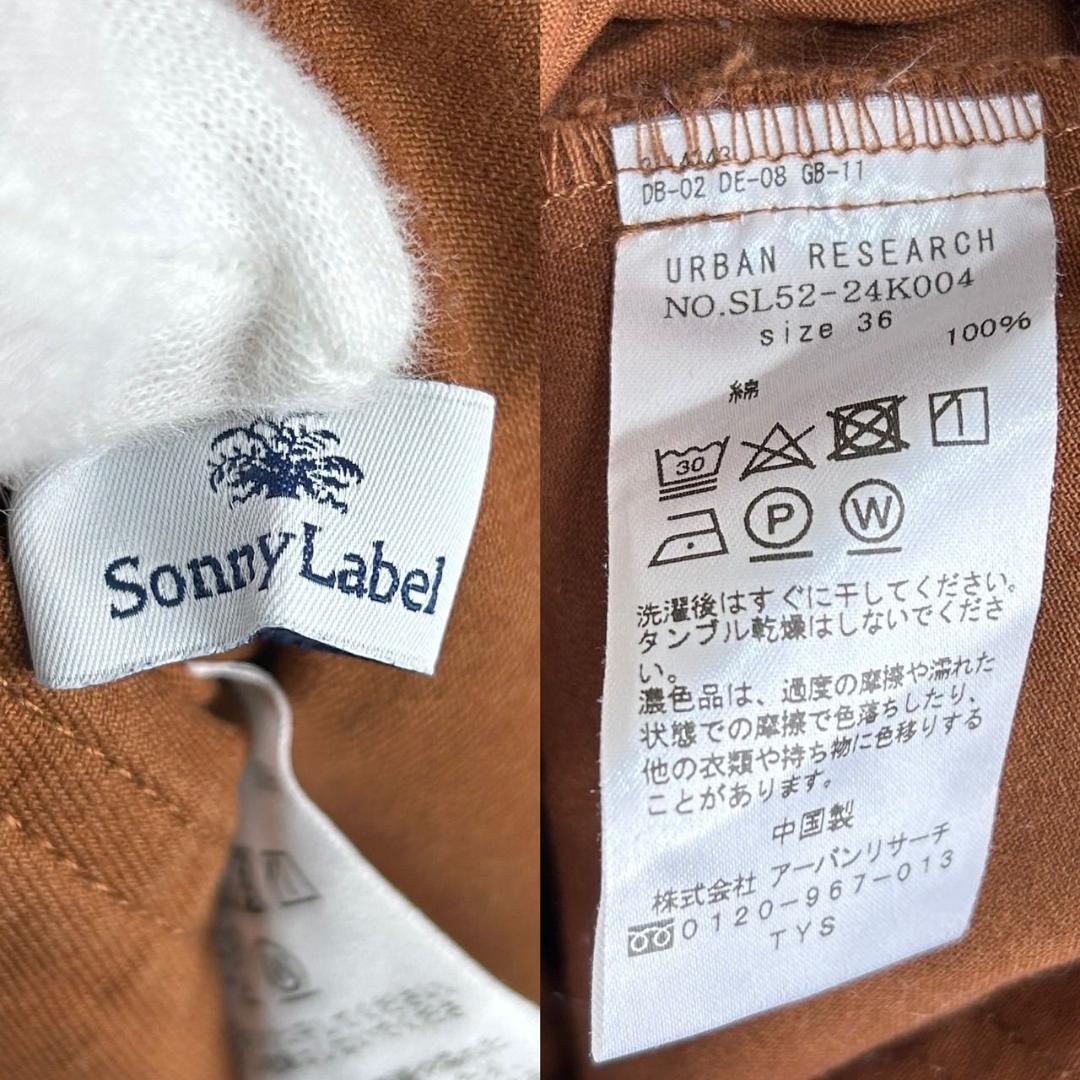 Sonny Label
DB-02 DE-08 GB-11
URBAN RESEARCH
NO.SL52-24K004
size 36
100%
綿
30
P
W
洗濯後はすぐに干してください。
タンブル乾燥はしないでくださ
い。
濃色品は、過度の摩擦や濡れた
状態での摩擦で色落ちしたり、
他の衣類や持ち物に色移りする
ことがあります。
中国製
株式会社 アーバンリサーチ
0120-967-013
TYS